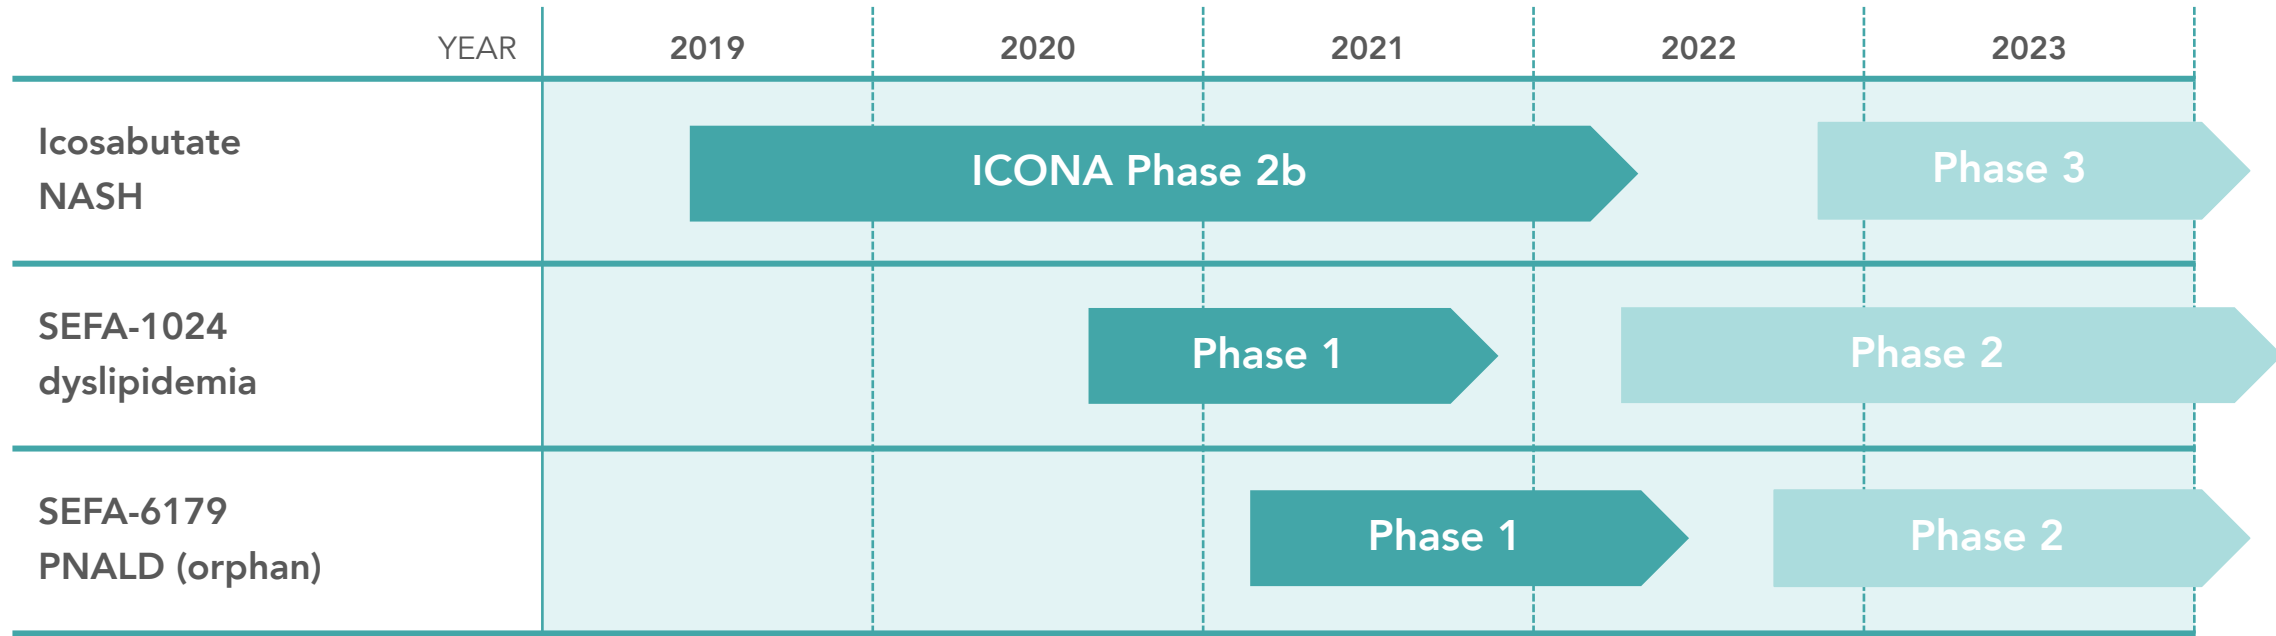 YEAR 2019 2020 2021 2022 2023
Icosabutate
NASH
ICONA Phase 2b
Phase 3
SEFA-1024
dyslipidemia
Phase 1
Phase 2
SEFA-6179
PNALD (orphan)
Phase 1
Phase 2